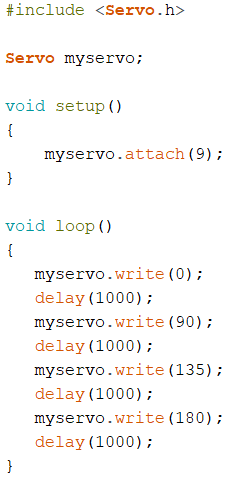 #include <Servo.h>

Servo myservo;

void setup()
{
    myservo.attach(9);
}

void loop()
{
   myservo.write(0);
   delay(1000);
   myservo.write(90);
   delay(1000);
   myservo.write(135);
   delay(1000);
   myservo.write(180);
   delay(1000);
}